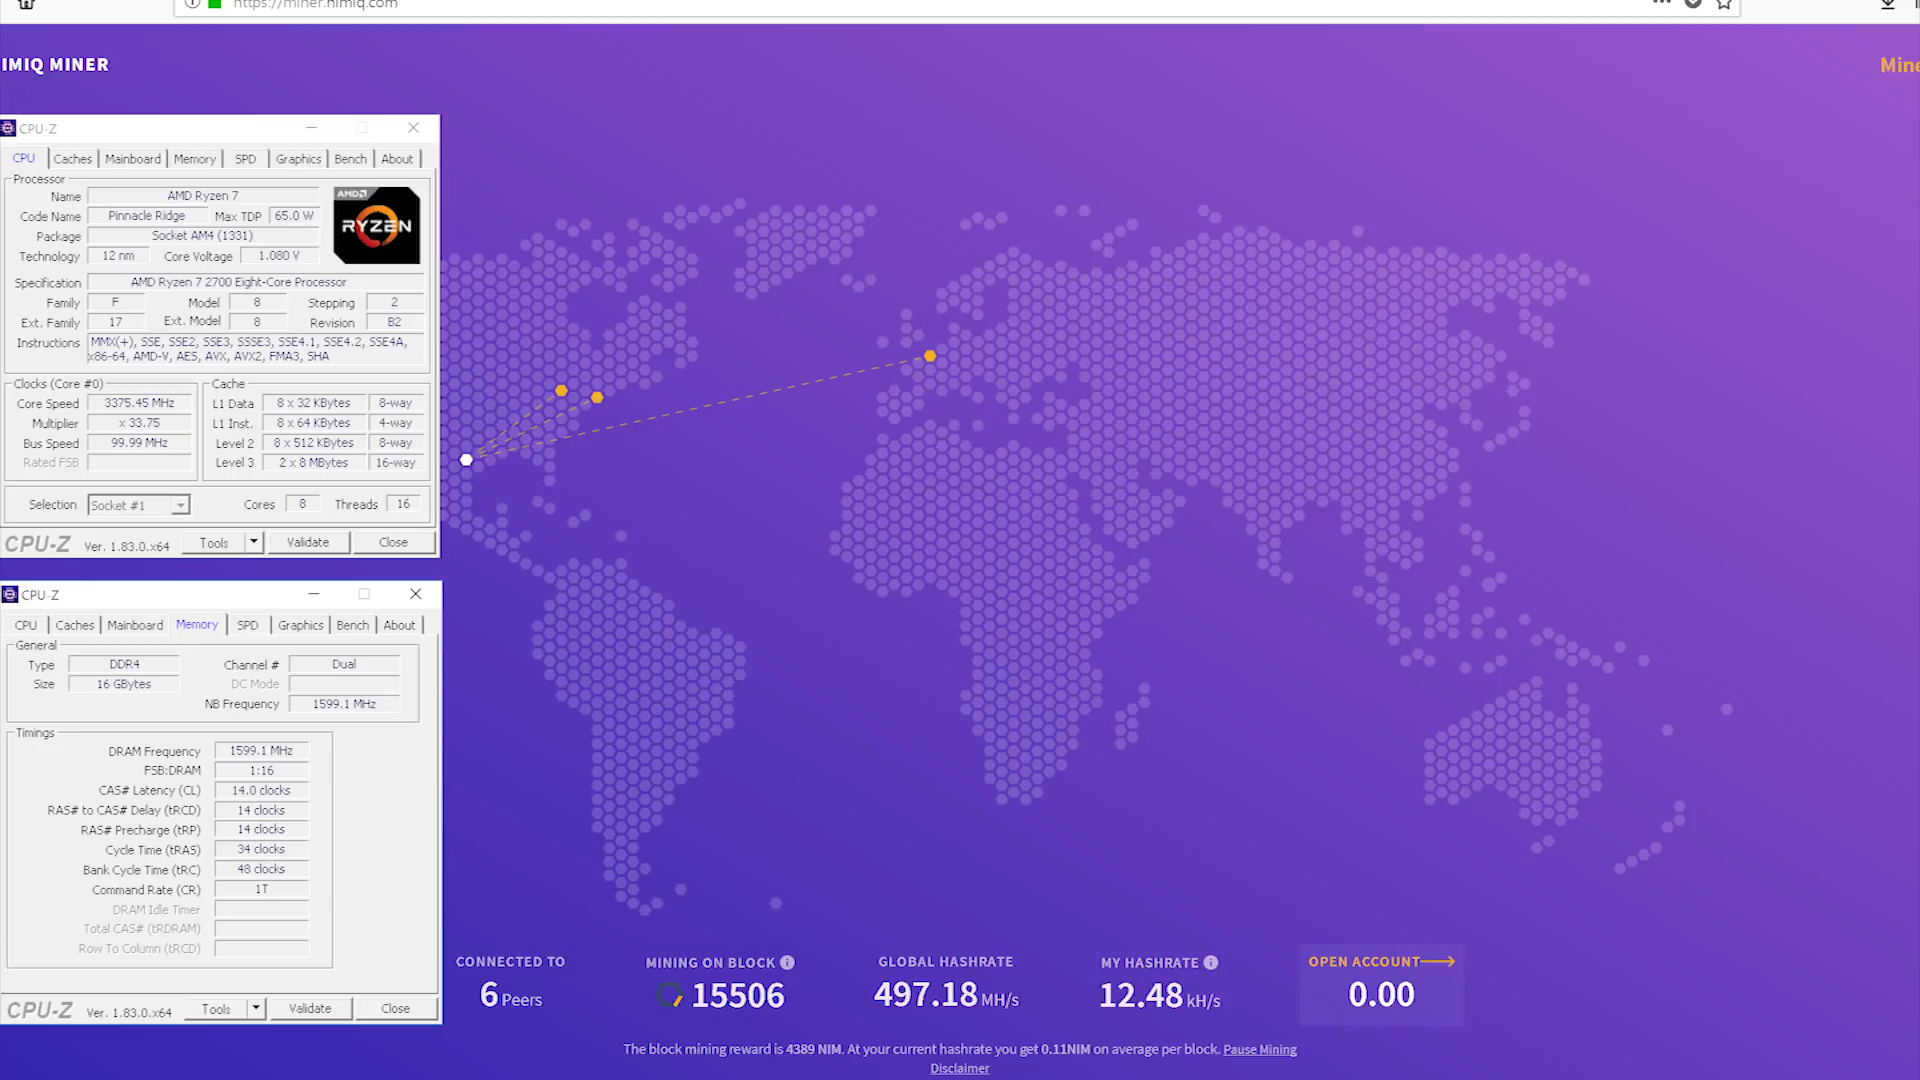 https://miner.nimiq.com
IMIQ MINER
Mine
CPU-Z
CPU Caches Mainboard Memory SPD Graphics Bench About
Processor
Name AMD Ryzen 7
Code Name Pinnacle Ridge Max TDP 65.0 W
Package Socket AM4 (1331)
Technology 12 nm Core Voltage 1.080 V
AMD RYZEN
Specification AMD Ryzen 7 2700 Eight-Core Processor
Family F Model 8 Stepping 2
Ext. Family 17 Ext. Model 8 Revision B2
Instructions MMX(+), SSE, SSE2, SSE3, SSSE3, SSE4.1, SSE4.2, SSE4A,
x86-64, AMD-V, AES, AVX, AVX2, FMA3, SHA
Clocks (Core #0) Cache
Core Speed 3375.45 MHz L1 Data 8 x 32 KBytes 8-way
Multiplier x 33.75 L1 Inst. 8 x 64 KBytes 4-way
Bus Speed 99.99 MHz Level 2 8 x 512 KBytes 8-way
Rated FSB Level 3 2 x 8 MBytes 16-way
Selection Socket #1 Cores 8 Threads 16
CPU-Z Ver. 1.83.0.x64 Tools Validate Close
CPU-Z
CPU Caches Mainboard Memory SPD Graphics Bench About
General
Type DDR4 Channel # Dual
Size 16 GBytes DC Mode
NB Frequency 1599.1 MHz
Timings
DRAM Frequency 1599.1 MHz
FSB:DRAM 1:16
CAS# Latency (CL) 14.0 clocks
RAS# to CAS# Delay (tRCD) 14 clocks
RAS# Precharge (tRP) 14 clocks
Cycle Time (tRAS) 34 clocks
Bank Cycle Time (tRC) 48 clocks
Command Rate (CR) 1T
DRAM Idle Timer
Total CAS# (tRDRAM)
Row To Column (tRCD)
CPU-Z Ver. 1.83.0.x64 Tools Validate Close
CONNECTED TO MINING ON BLOCK GLOBAL HASHRATE MY HASHRATE OPEN ACCOUNT
6 Peers 15506 497.18 MH/s 12.48 kH/s 0.00
The block mining reward is 4389 NIM. At your current hashrate you get 0.11NIM on average per block. Pause Mining
Disclaimer